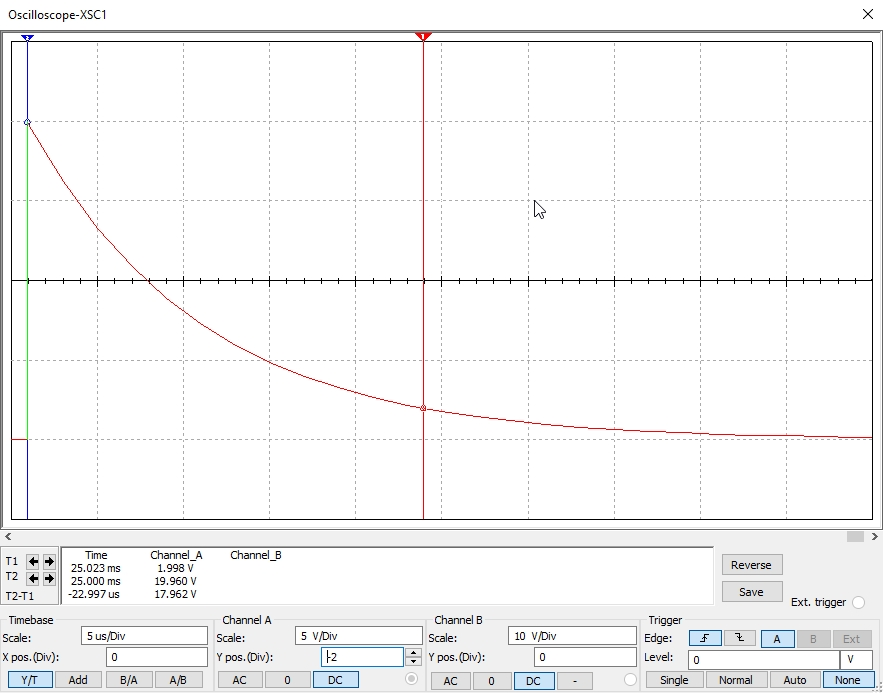 Oscilloscope-XSC1
Time Channel_A Channel_B
T1 25.023 ms 1.998 V
T2 25.000 ms 19.960 V
T2-T1 -22.997 us 17.962 V
Reverse
Save
Ext. trigger
Timebase
Scale: 5 us/Div
X pos.(Div): 0
Y/T Add B/A A/B
Channel A
Scale: 5 V/Div
Y pos.(Div): -2
AC 0 DC
Channel B
Scale: 10 V/Div
Y pos.(Div): 0
AC 0 DC -
Trigger
Edge: A B Ext
Level: 0 V
Single Normal Auto None